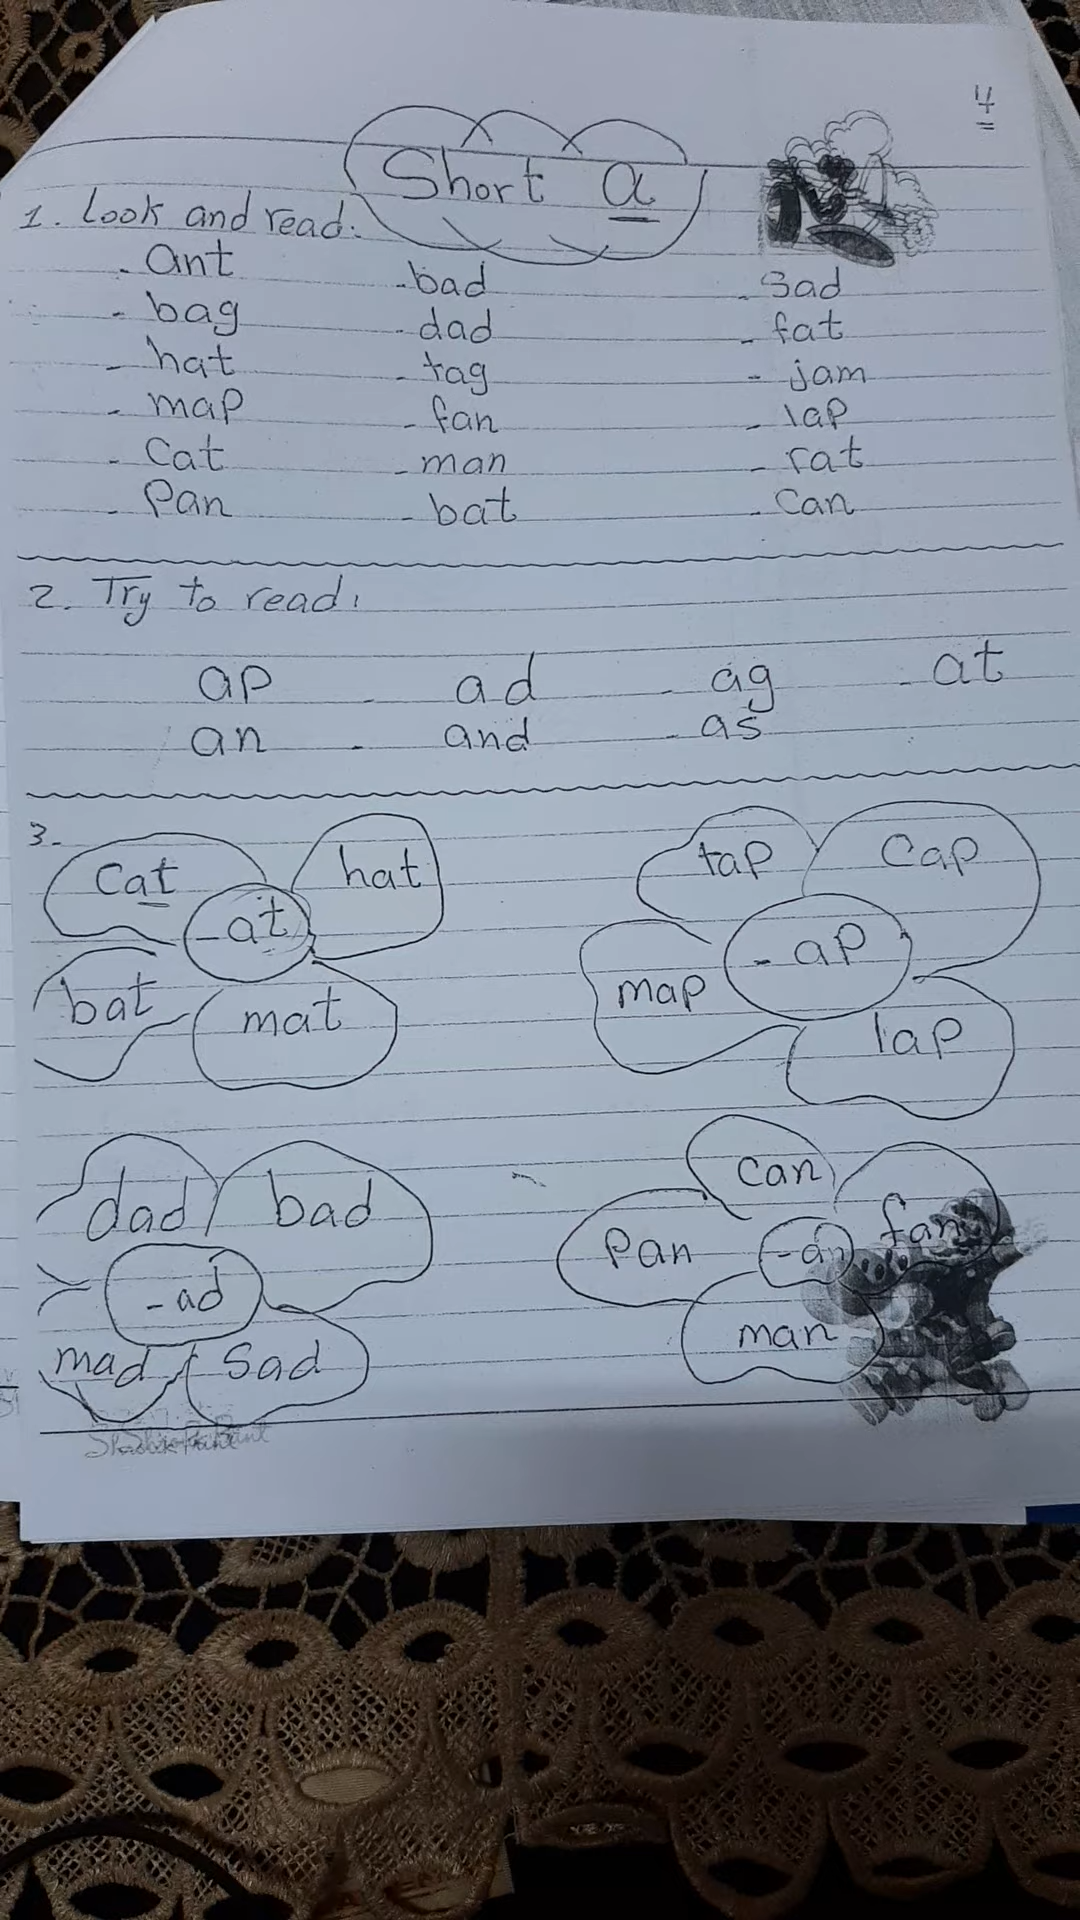 4
Short a
1. Look and read:
. ant - bad - sad
- bag - dad - fat
- hat - tag - jam
- map - fan - lap
- Cat - man - rat
- Pan - bat - Can
2. Try to read:
ap - ad - ag - at
an - and - as
3-
Cat hat
- at
bat mat
tap Cap
- ap
map lap
dad bad
- ad
mad Sad
can fan
Pan - an
man